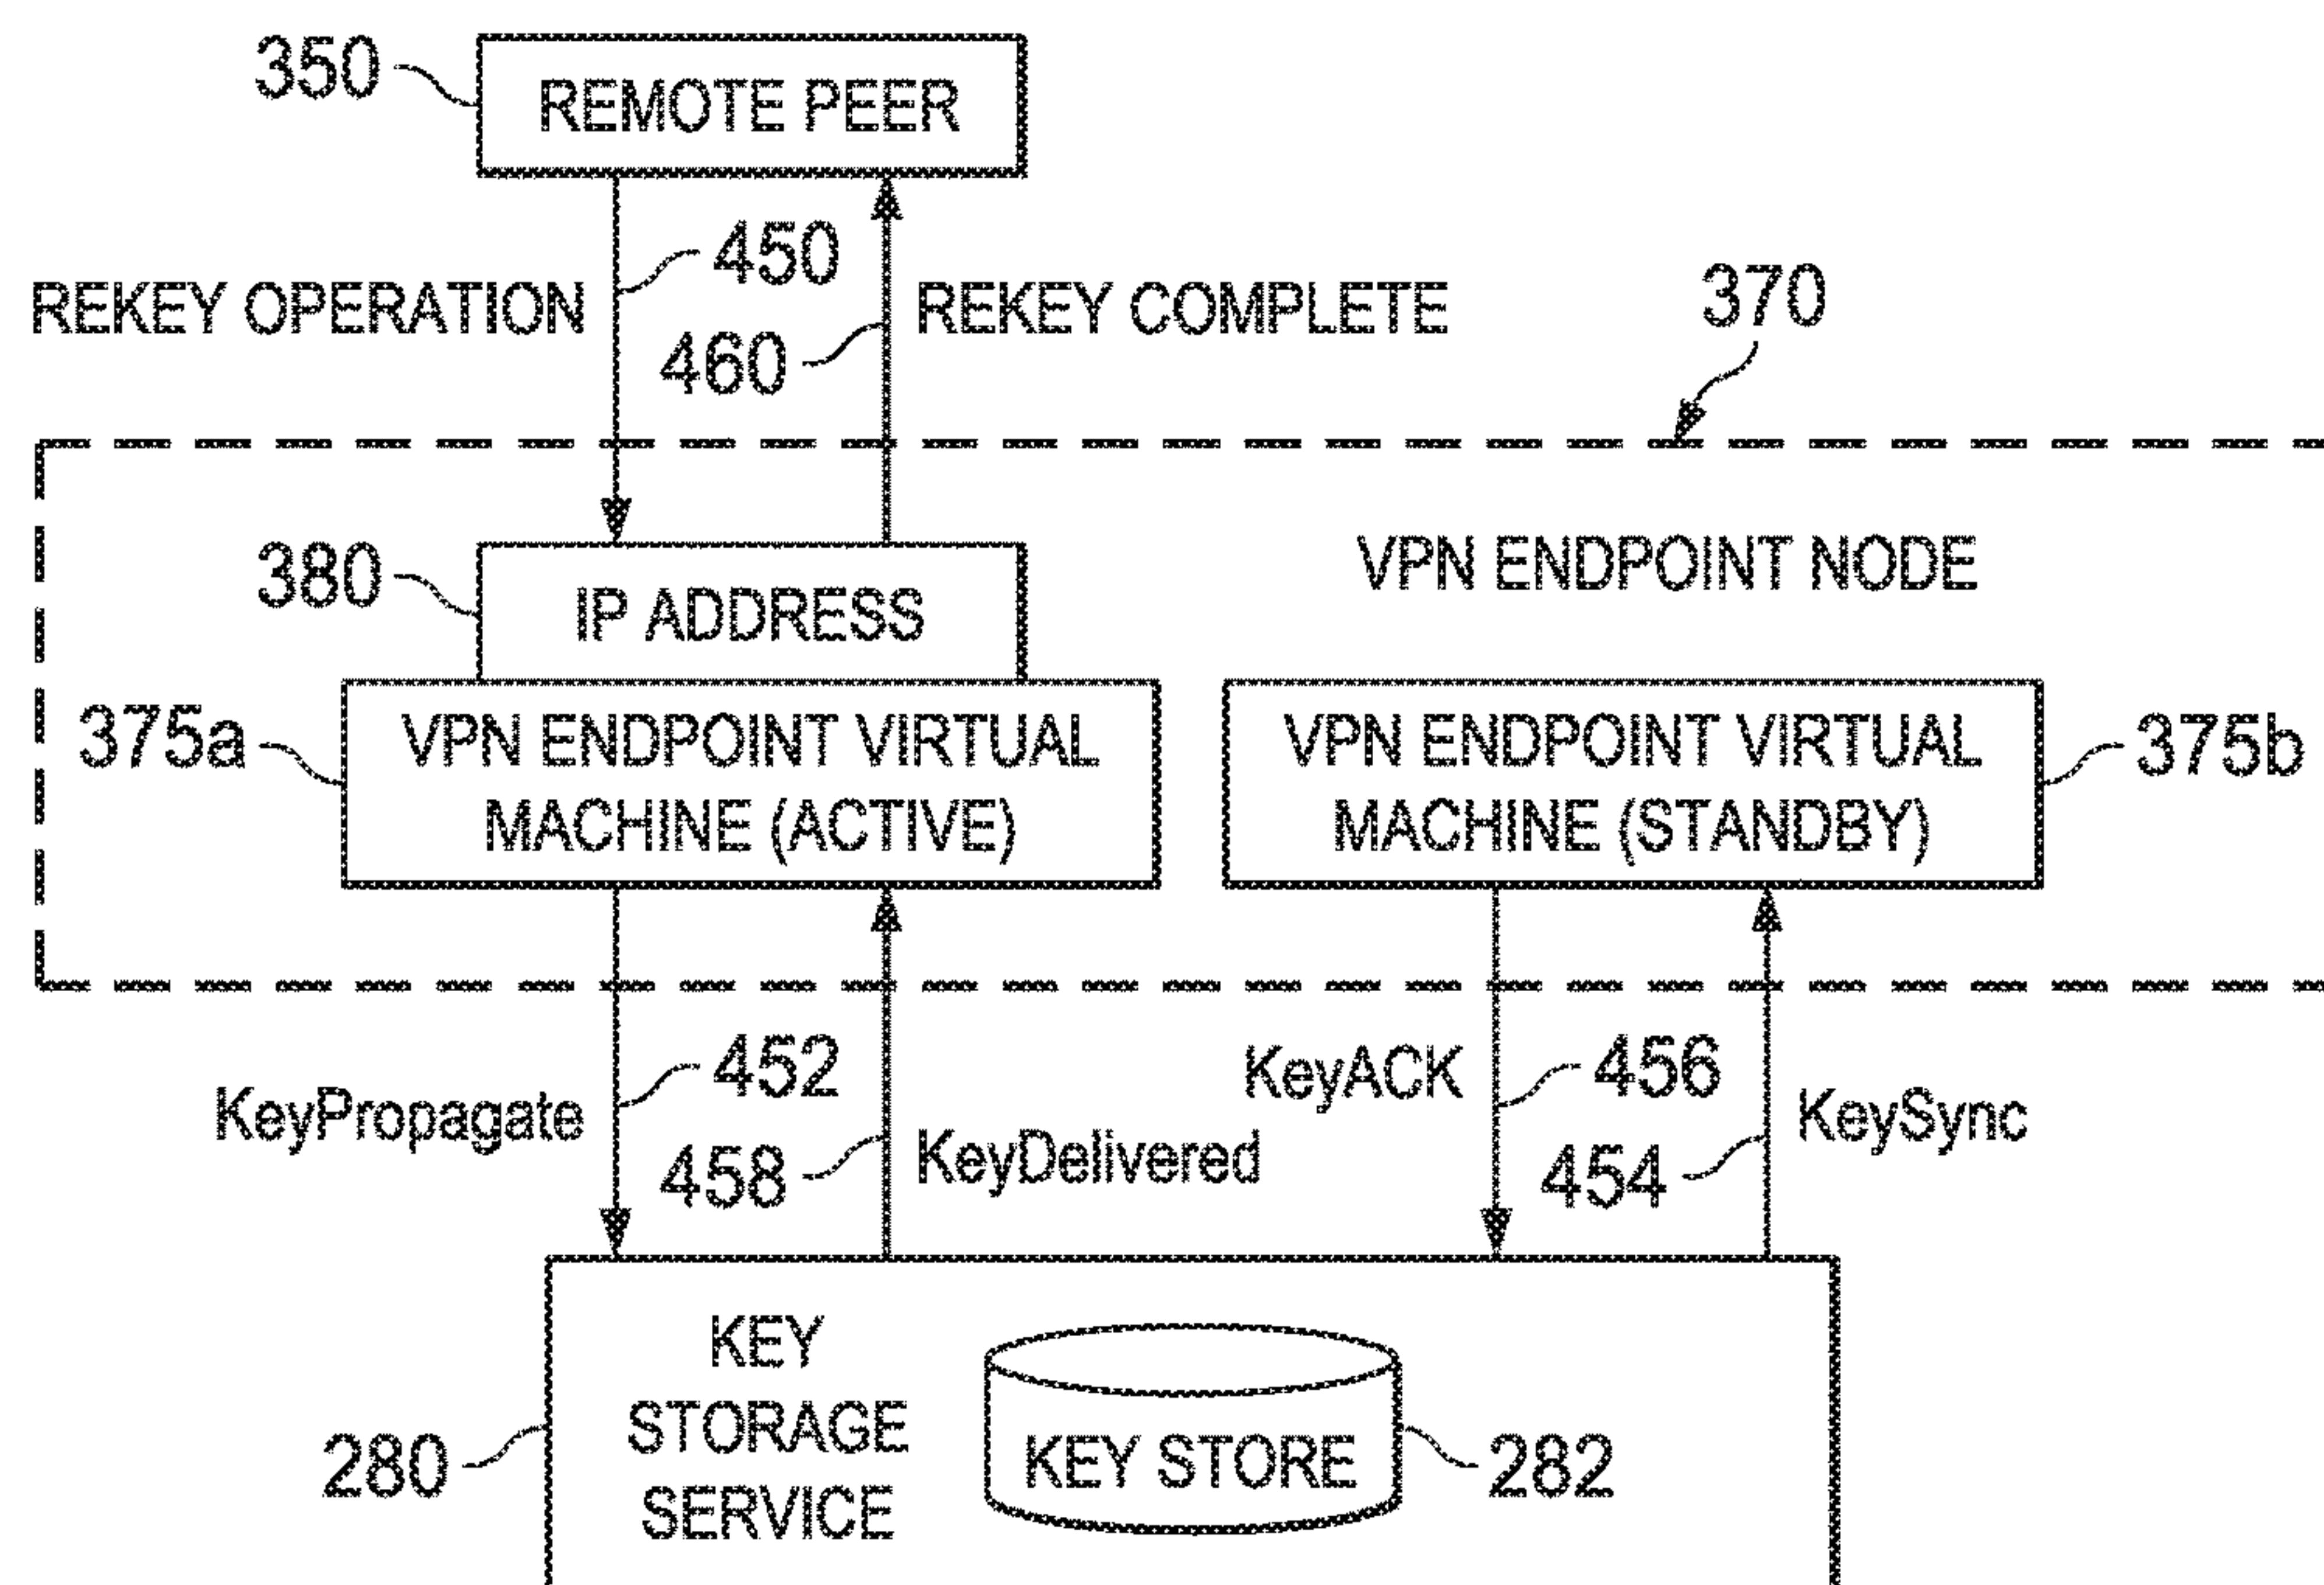 350
REMOTE PEER
450
REKEY OPERATION
REKEY COMPLETE
460
370
380
IP ADDRESS
VPN ENDPOINT NODE
375a
VPN ENDPOINT VIRTUAL
MACHINE (ACTIVE)
VPN ENDPOINT VIRTUAL
MACHINE (STANDBY)
375b
KeyPropagate
452
458
KeyDelivered
KeyACK
456
454
KeySync
280
KEY
STORAGE
SERVICE
KEY STORE
282